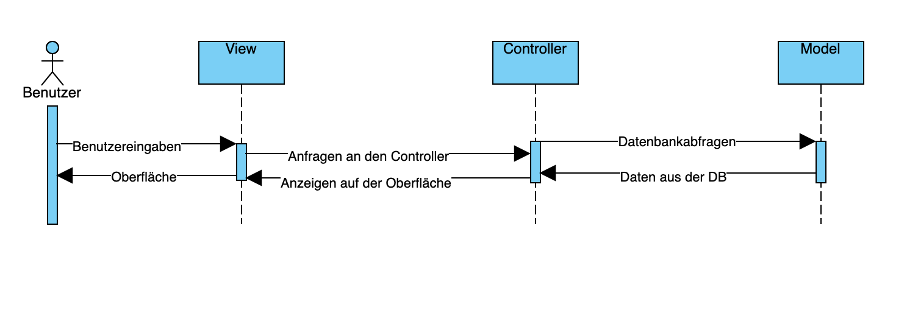 View
Controller
Model
Benutzer
Benutzereingaben
Anfragen an den Controller
Datenbankabfragen
Oberfläche
Anzeigen auf der Oberfläche
Daten aus der DB